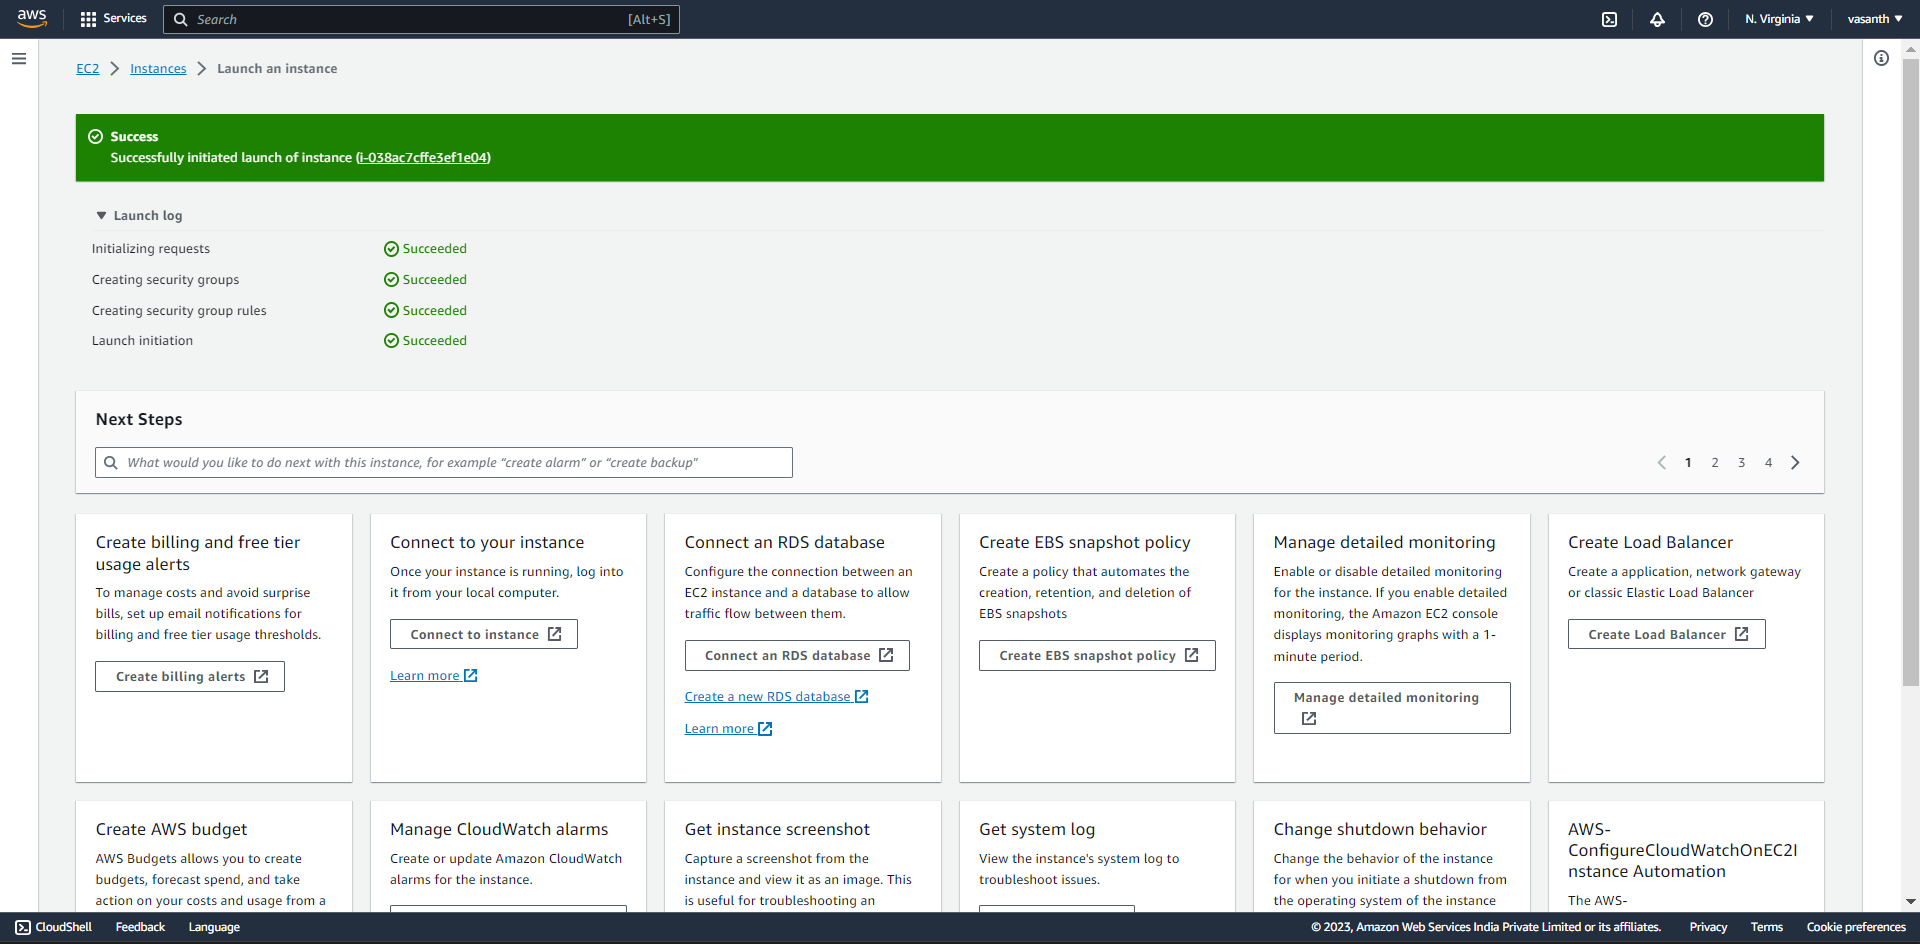 aws
Services
Search
[Alt+S]
N. Virginia ▼
vasanth ▼
EC2 > Instances > Launch an instance
Success
Successfully initiated launch of instance (i-038ac7cffe3ef1e04)
▼ Launch log
Initializing requests Succeeded
Creating security groups Succeeded
Creating security group rules Succeeded
Launch initiation Succeeded
Next Steps
What would you like to do next with this instance, for example “create alarm” or “create backup”
< 1 2 3 4 >
Create billing and free tier
usage alerts
To manage costs and avoid surprise
bills, set up email notifications for
billing and free tier usage thresholds.
Create billing alerts
Connect to your instance
Once your instance is running, log into
it from your local computer.
Connect to instance
Learn more
Connect an RDS database
Configure the connection between an
EC2 instance and a database to allow
traffic flow between them.
Connect an RDS database
Create a new RDS database
Learn more
Create EBS snapshot policy
Create a policy that automates the
creation, retention, and deletion of
EBS snapshots
Create EBS snapshot policy
Manage detailed monitoring
Enable or disable detailed monitoring
for the instance. If you enable detailed
monitoring, the Amazon EC2 console
displays monitoring graphs with a 1-
minute period.
Manage detailed monitoring
Create Load Balancer
Create a application, network gateway
or classic Elastic Load Balancer
Create Load Balancer
Create AWS budget
AWS Budgets allows you to create
budgets, forecast spend, and take
action on your costs and usage from a
Manage CloudWatch alarms
Create or update Amazon CloudWatch
alarms for the instance.
Get instance screenshot
Capture a screenshot from the
instance and view it as an image. This
is useful for troubleshooting an
Get system log
View the instance's system log to
troubleshoot issues.
Change shutdown behavior
Change the behavior of the instance
for when you initiate a shutdown from
the operating system of the instance
AWS-
ConfigureCloudWatchOnEC2I
nstance Automation
The AWS-
CloudShell
Feedback
Language
© 2023, Amazon Web Services India Private Limited or its affiliates.
Privacy
Terms
Cookie preferences